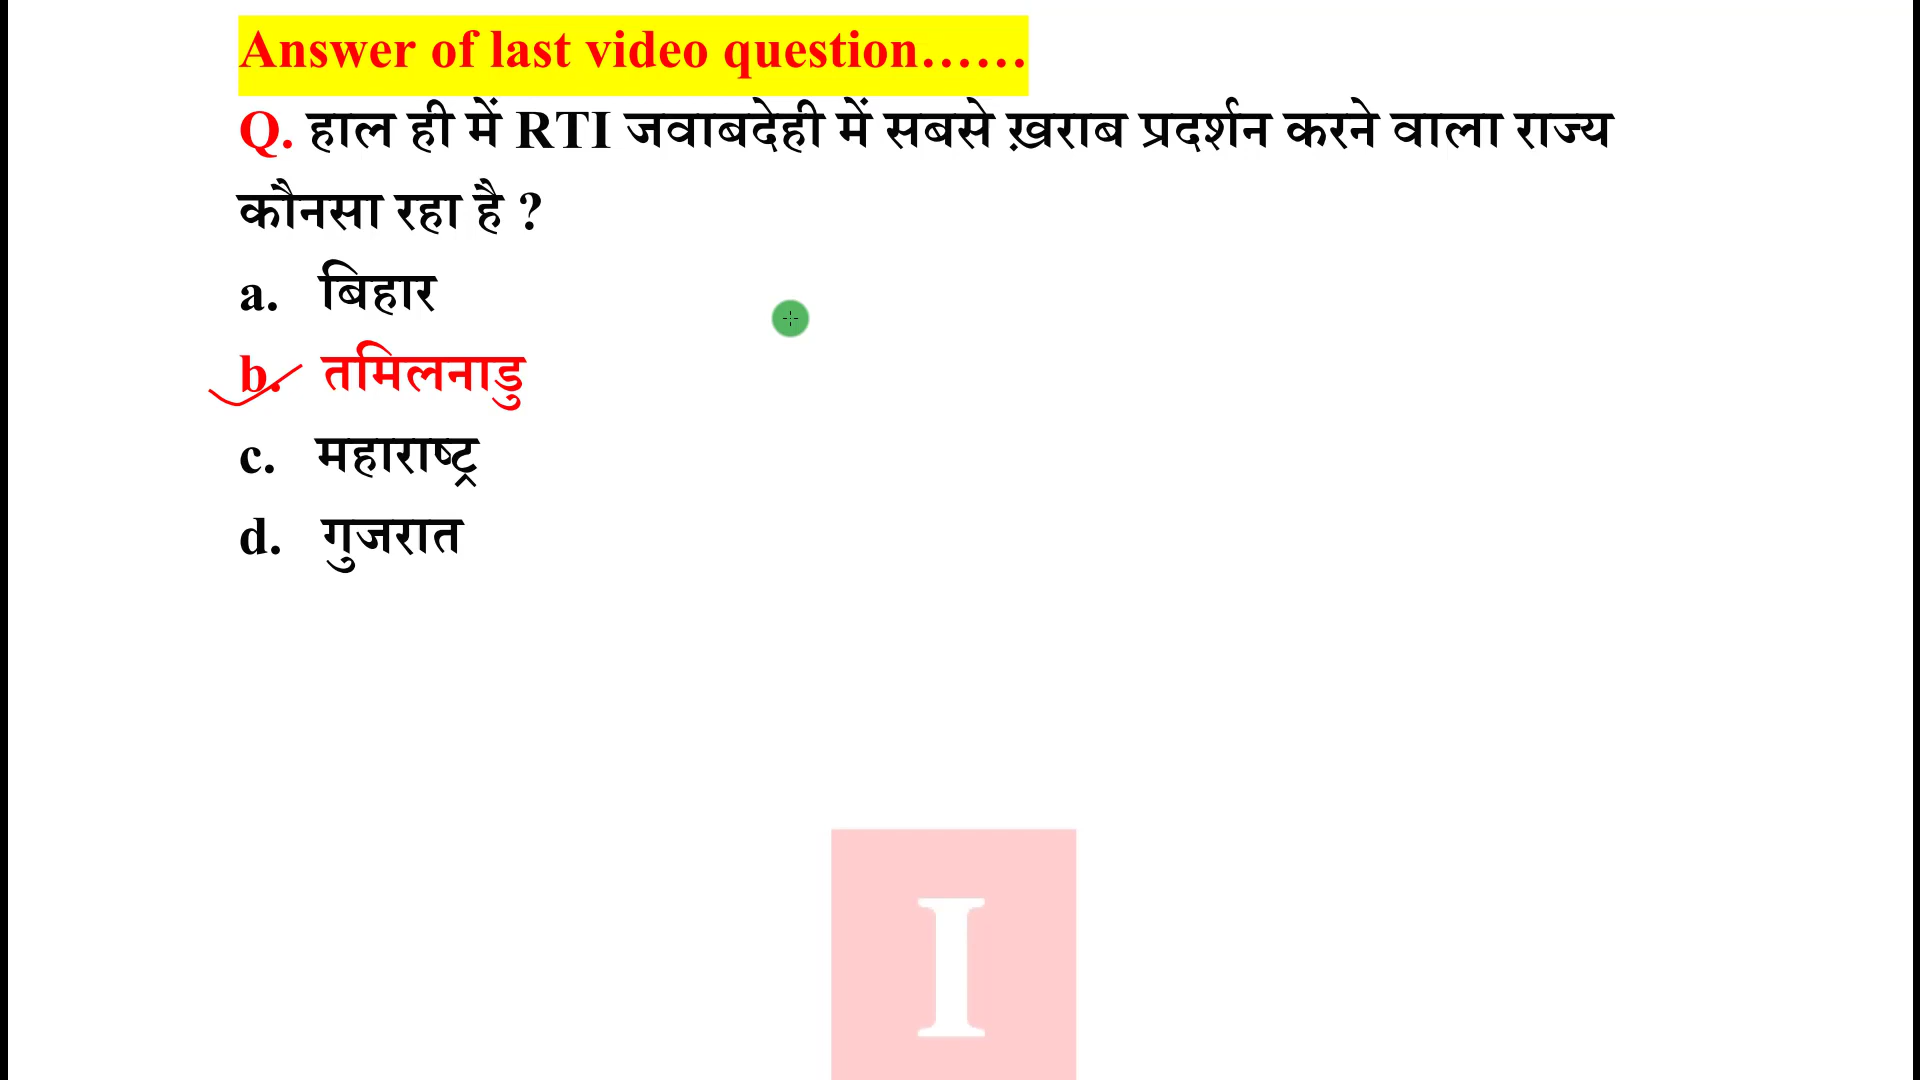 Answer of last video question……
Q. हाल ही में RTI जवाबदेही में सबसे ख़राब प्रदर्शन करने वाला राज्य
कौनसा रहा है ?
a. बिहार
b. तमिलनाडु
c. महाराष्ट्र
d. गुजरात
I